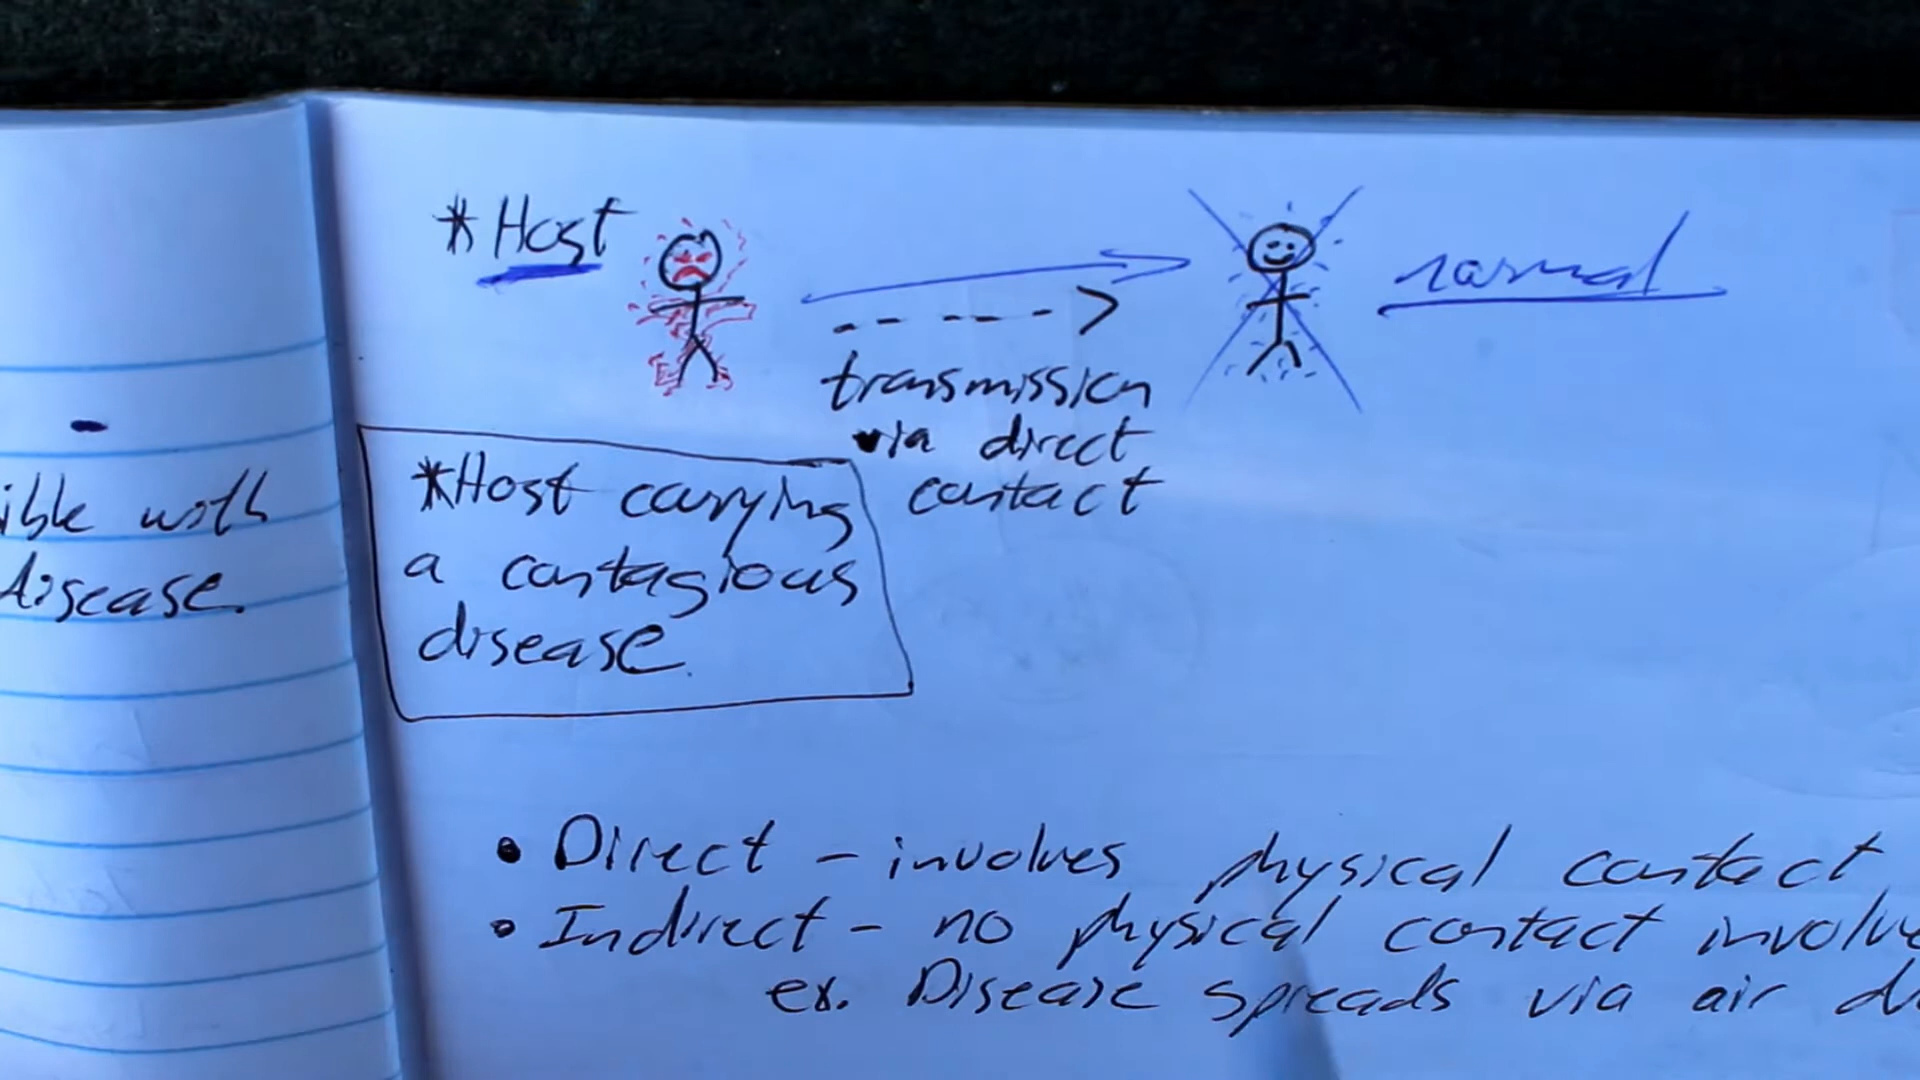 *Host
normal
transmission
via direct
contact
*Host carrying
a contagious
disease.
ible with
disease.
• Direct - involves physical contact
• Indirect - no physical contact involve
ex. Disease spreads via air d